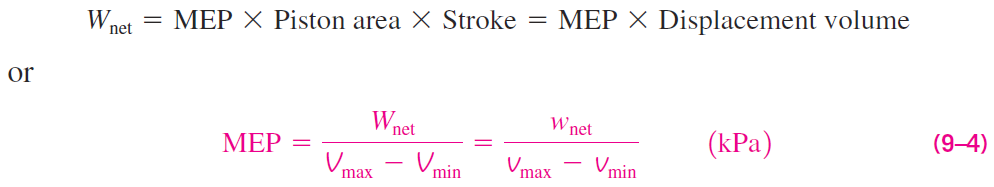 W_net = MEP × Piston area × Stroke = MEP × Displacement volume
or
MEP = W_net / (V_max − V_min) = w_net / (v_max − v_min) (kPa) (9–4)